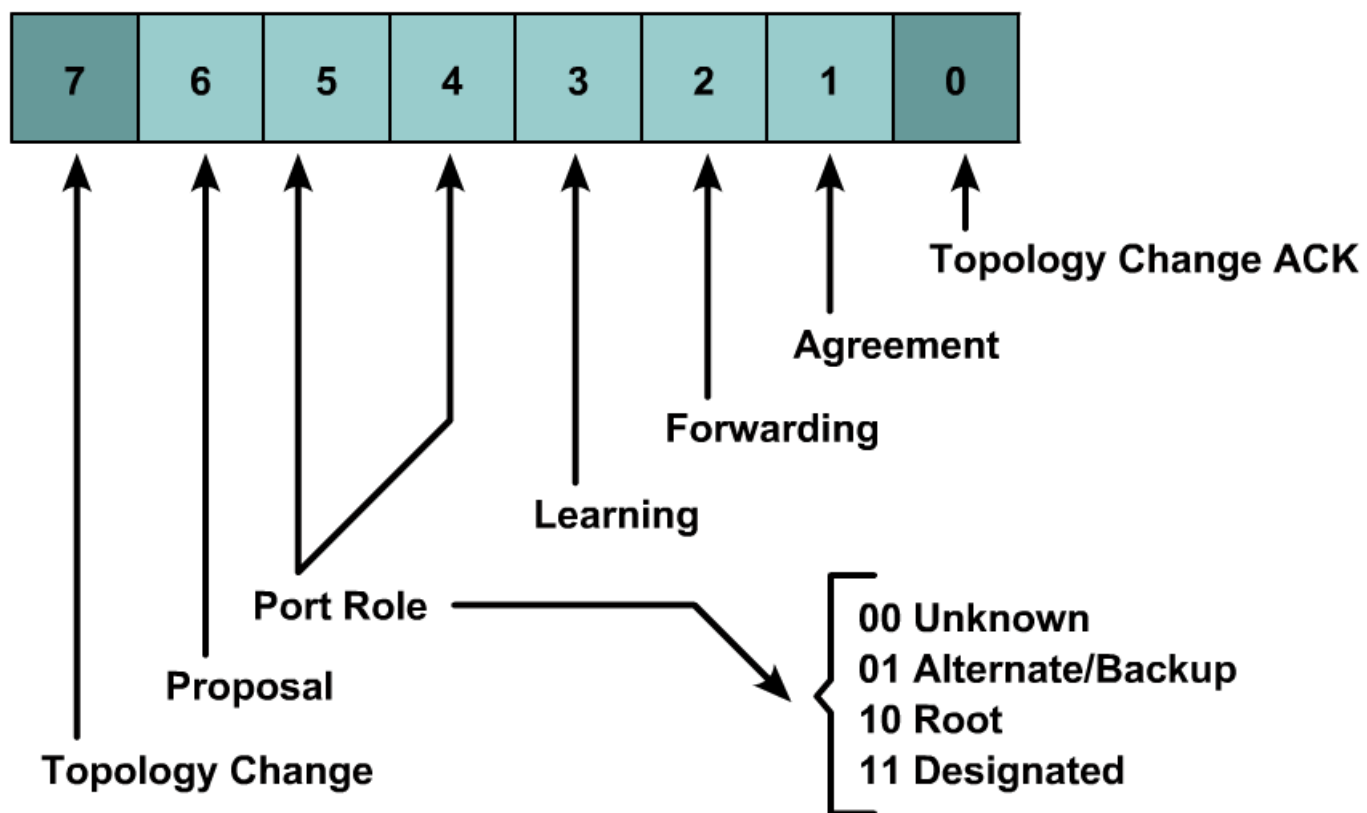 7 6 5 4 3 2 1 0
Topology Change ACK
Agreement
Forwarding
Learning
Port Role
Proposal
Topology Change
00 Unknown
01 Alternate/Backup
10 Root
11 Designated